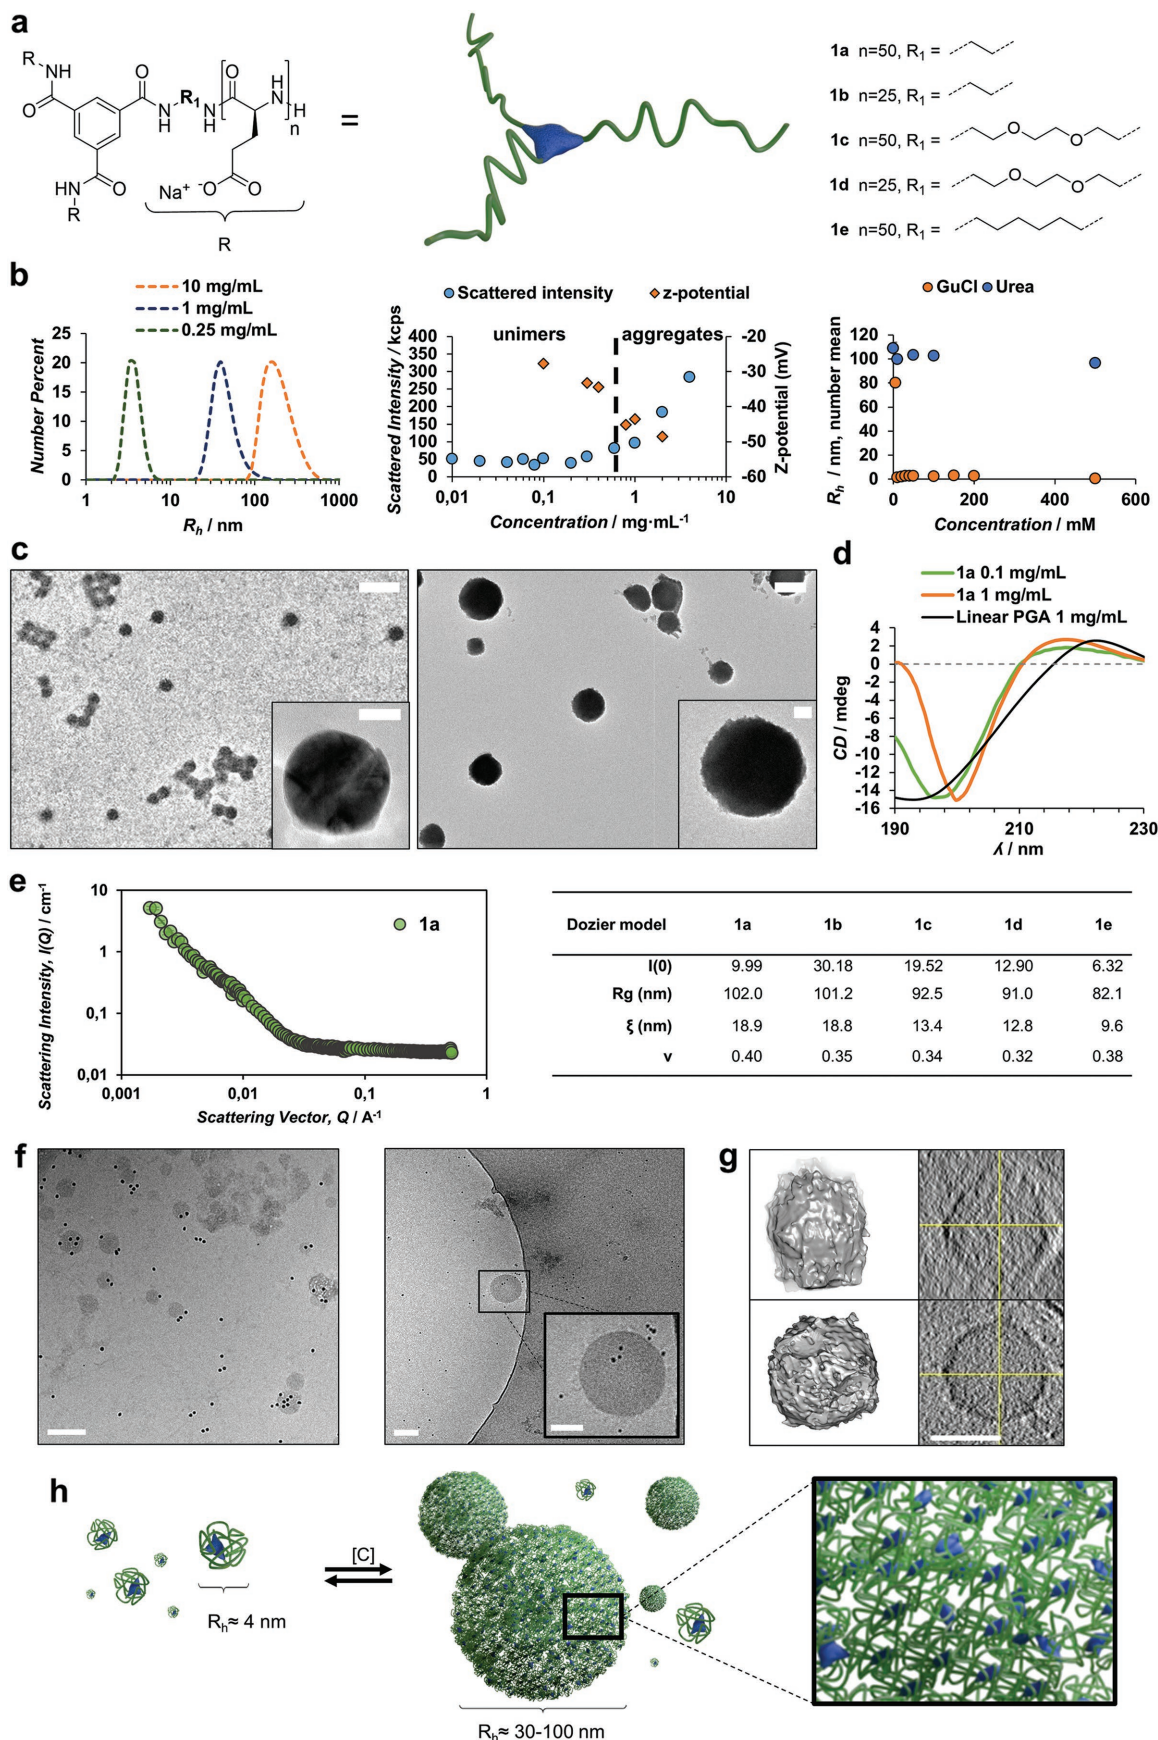 a
R
NH
O
O
N
H
R1
N
H
O
H
N
H
n
O
HN
R
O
Na+ -O
O
R
=
1a n=50, R1 =
1b n=25, R1 =
1c n=50, R1 =
O
O
1d n=25, R1 =
O
O
1e n=50, R1 =
b
10 mg/mL
1 mg/mL
0.25 mg/mL
25
20
15
10
5
0
Number Percent
1 10 100 1000
Rh / nm
Scattered intensity
z-potential
unimers
aggregates
400
350
300
250
200
150
100
50
0
Scattered Intensity / kcps
-20
-30
-40
-50
-60
Z-potential (mV)
0,01 0,1 1 10
Concentration / mg·mL-1
GuCl Urea
120
100
80
60
40
20
0
Rh / nm, number mean
0 200 400 600
Concentration / mM
c
d
1a 0.1 mg/mL
1a 1 mg/mL
Linear PGA 1 mg/mL
4
2
0
-2
-4
-6
-8
-10
-12
-14
-16
CD / mdeg
190 210 230
ʎ / nm
e
10
1
0,1
0,01
Scattering Intensity, I(Q) / cm-1
1a
0,001 0,01 0,1 1
Scattering Vector, Q / A-1
Dozier model 1a 1b 1c 1d 1e
I(0) 9.99 30.18 19.52 12.90 6.32
Rg (nm) 102.0 101.2 92.5 91.0 82.1
ξ (nm) 18.9 18.8 13.4 12.8 9.6
v 0.40 0.35 0.34 0.32 0.38
f
g
h
Rh≈ 4 nm
[C]
Rh≈ 30-100 nm